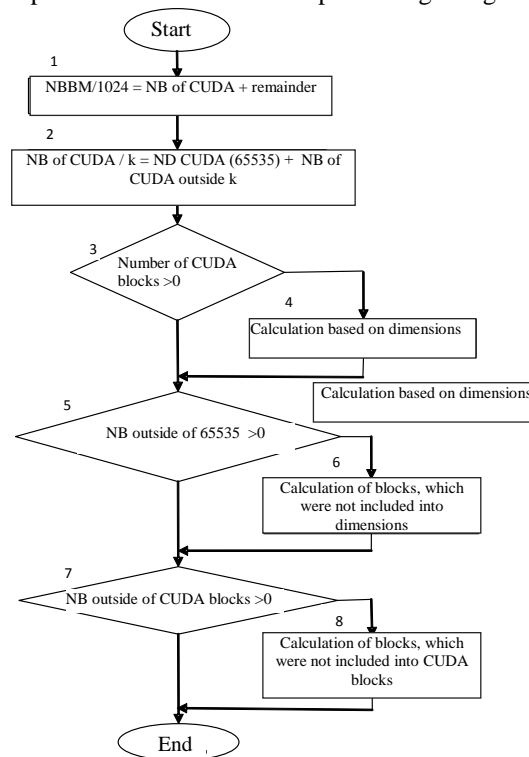 Start
1
NBBM/1024 = NB of CUDA + remainder
2
NB of CUDA / k = ND CUDA (65535) + NB of
CUDA outside k
3
Number of CUDA
blocks >0
4
Calculation based on dimensions
Calculation based on dimensions
5
NB outside of 65535 >0
6
Calculation of blocks, which
were not included into
dimensions
7
NB outside of CUDA blocks >0
8
Calculation of blocks, which
were not included into CUDA
blocks
End